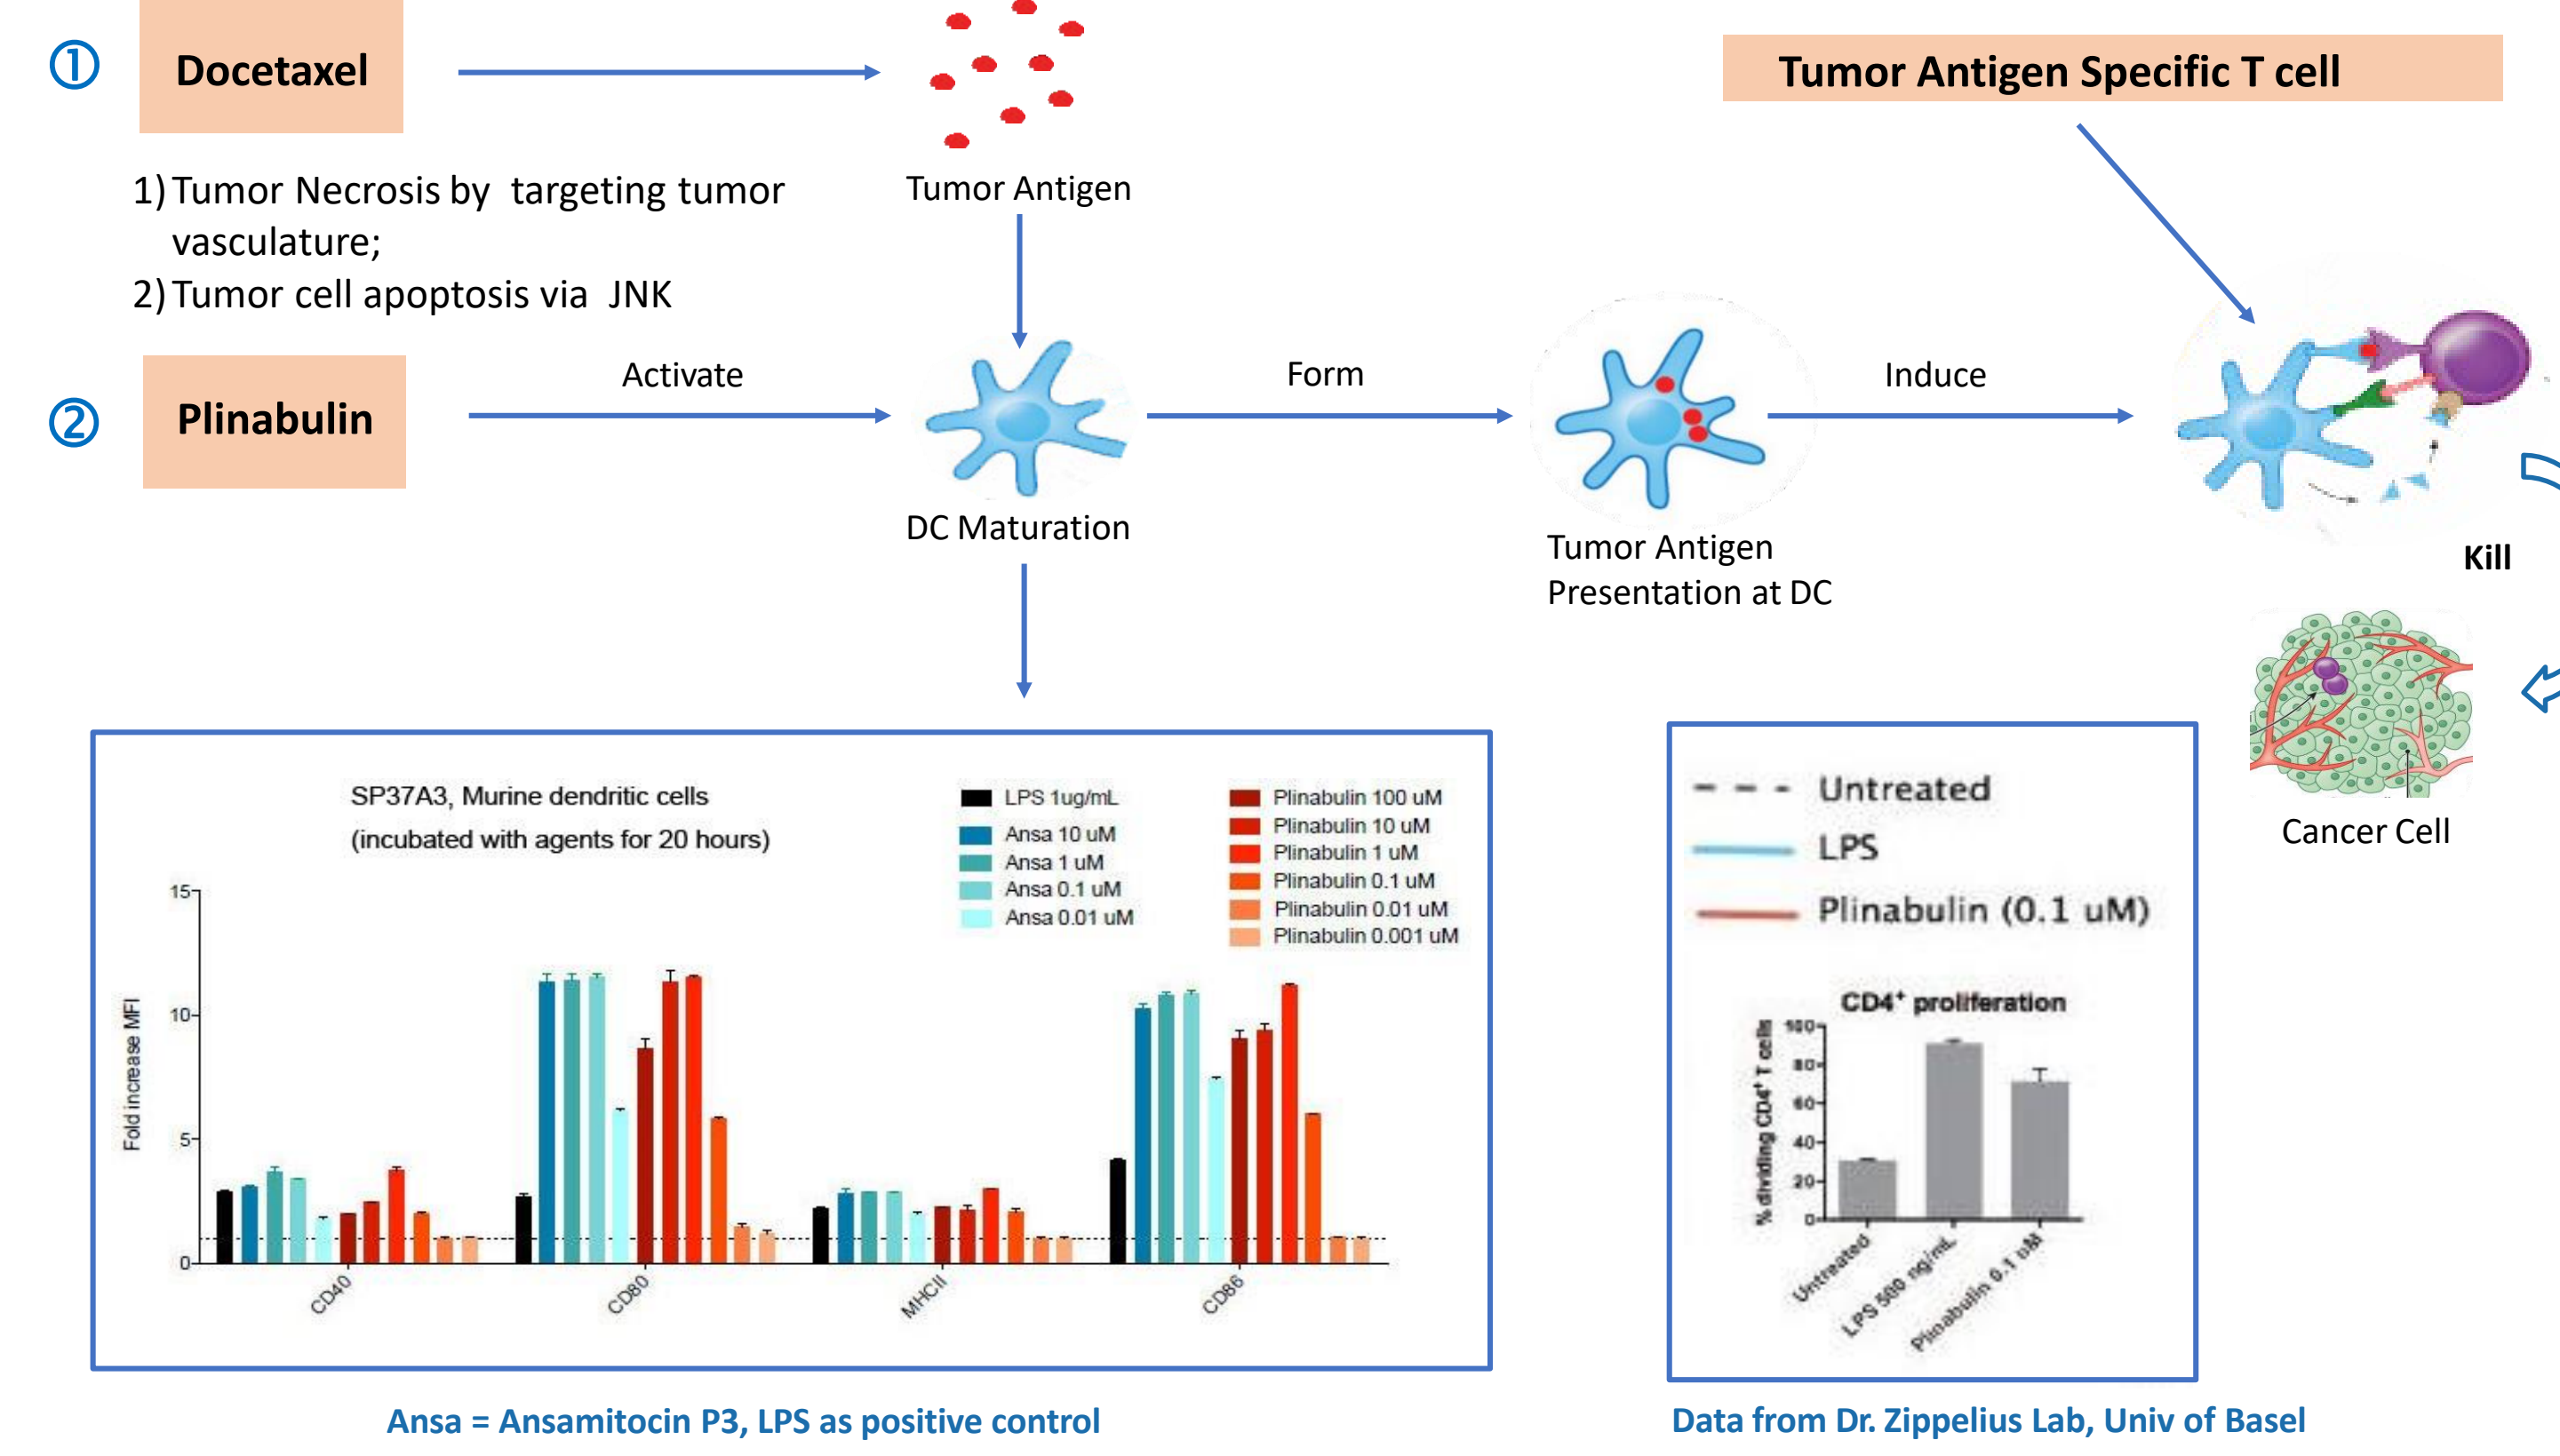 ①
Docetaxel
Tumor Antigen Specific T cell
1) Tumor Necrosis by targeting tumor
vasculature;
2) Tumor cell apoptosis via JNK
Tumor Antigen
②
Plinabulin
Activate
DC Maturation
Form
Tumor Antigen
Presentation at DC
Induce
Kill
Cancer Cell
SP37A3, Murine dendritic cells
(incubated with agents for 20 hours)
LPS 1ug/mL
Ansa 10 uM
Ansa 1 uM
Ansa 0.1 uM
Ansa 0.01 uM
Plinabulin 100 uM
Plinabulin 10 uM
Plinabulin 1 uM
Plinabulin 0.1 uM
Plinabulin 0.01 uM
Plinabulin 0.001 uM
Fold increase MFI
15
10
5
0
CD40
CD80
MHCII
CD86
Untreated
LPS
Plinabulin (0.1 uM)
CD4⁺ proliferation
% dividing CD4⁺ T cells
100
80
60
40
20
0
Untreated
LPS 500 ng/mL
Plinabulin 0.1 uM
Ansa = Ansamitocin P3, LPS as positive control
Data from Dr. Zippelius Lab, Univ of Basel